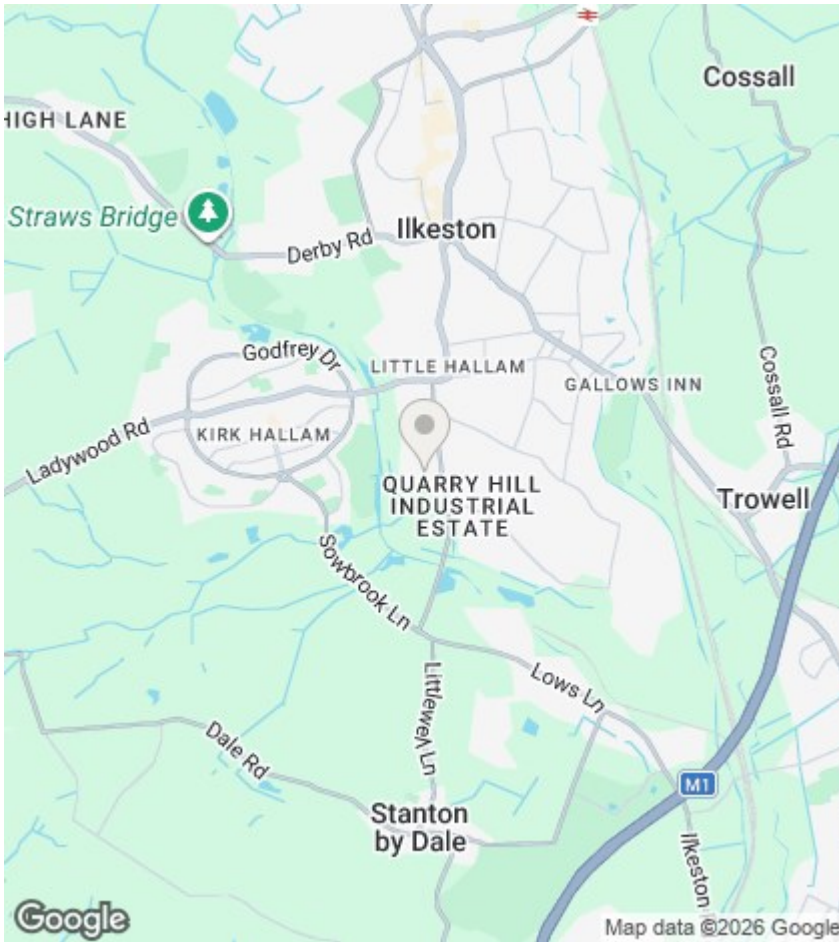 Cossall
HIGH LANE
Straws Bridge
Derby Rd
Ilkeston
Godfrey Dr
LITTLE HALLAM
GALLOWS INN
Cossall Rd
Ladywood Rd
KIRK HALLAM
QUARRY HILL
INDUSTRIAL
ESTATE
Trowell
Sowbrook Ln
Littlewey Ln
Lows Ln
Dale Rd
M1
Stanton
by Dale
Ilkeston
Google
Map data ©2026 Google